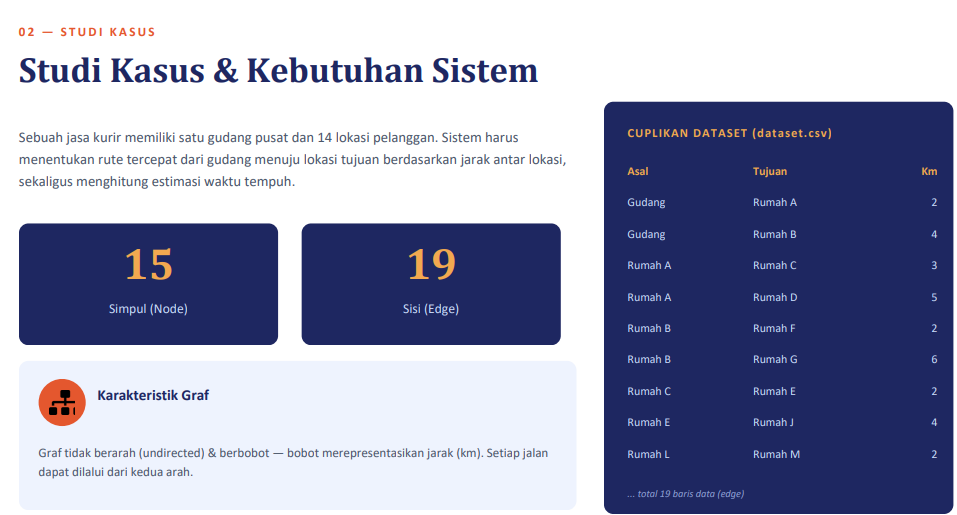 02 — STUDI KASUS
Studi Kasus & Kebutuhan Sistem
Sebuah jasa kurir memiliki satu gudang pusat dan 14 lokasi pelanggan. Sistem harus
menentukan rute tercepat dari gudang menuju lokasi tujuan berdasarkan jarak antar lokasi,
sekaligus menghitung estimasi waktu tempuh.
15
Simpul (Node)
19
Sisi (Edge)
Karakteristik Graf
Graf tidak berarah (undirected) & berbobot — bobot merepresentasikan jarak (km). Setiap jalan
dapat dilalui dari kedua arah.
CUPLIKAN DATASET (dataset.csv)
Asal Tujuan Km
Gudang Rumah A 2
Gudang Rumah B 4
Rumah A Rumah C 3
Rumah A Rumah D 5
Rumah B Rumah F 2
Rumah B Rumah G 6
Rumah C Rumah E 2
Rumah E Rumah J 4
Rumah L Rumah M 2
... total 19 baris data (edge)